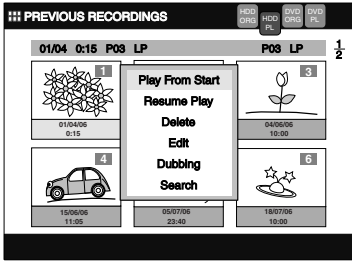 PREVIOUS RECORDINGS
HDD ORG
HDD PL
DVD ORG
DVD PL
01/04 0:15 P03 LP P03 LP
1/2
1
3
Play From Start
Resume Play
Delete
Edit
Dubbing
Search
01/04/06
0:15
04/06/06
10:00
4
6
15/06/06
11:05
05/07/06
23:40
18/07/06
10:00